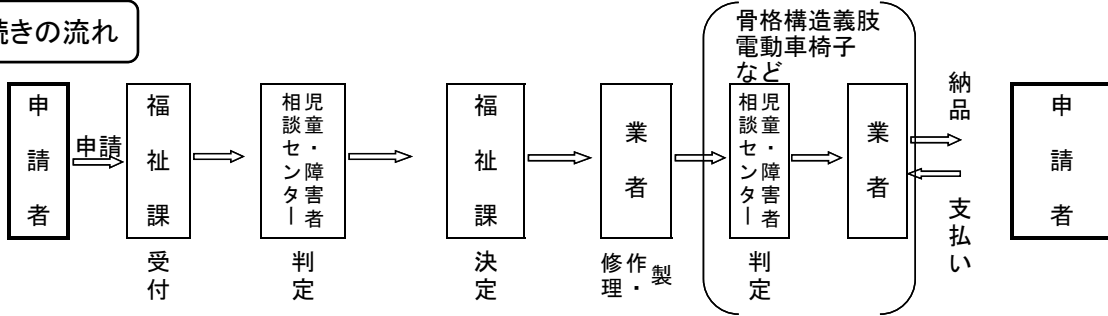 続きの流れ
骨格構造義肢
電動車椅子
など
申請者
申請
福祉課
児童・障害者
相談センター
福祉課
業者
児童・障害者
相談センター
業者
納品
支払い
申請者
受付
判定
決定
製作・
修理
判定